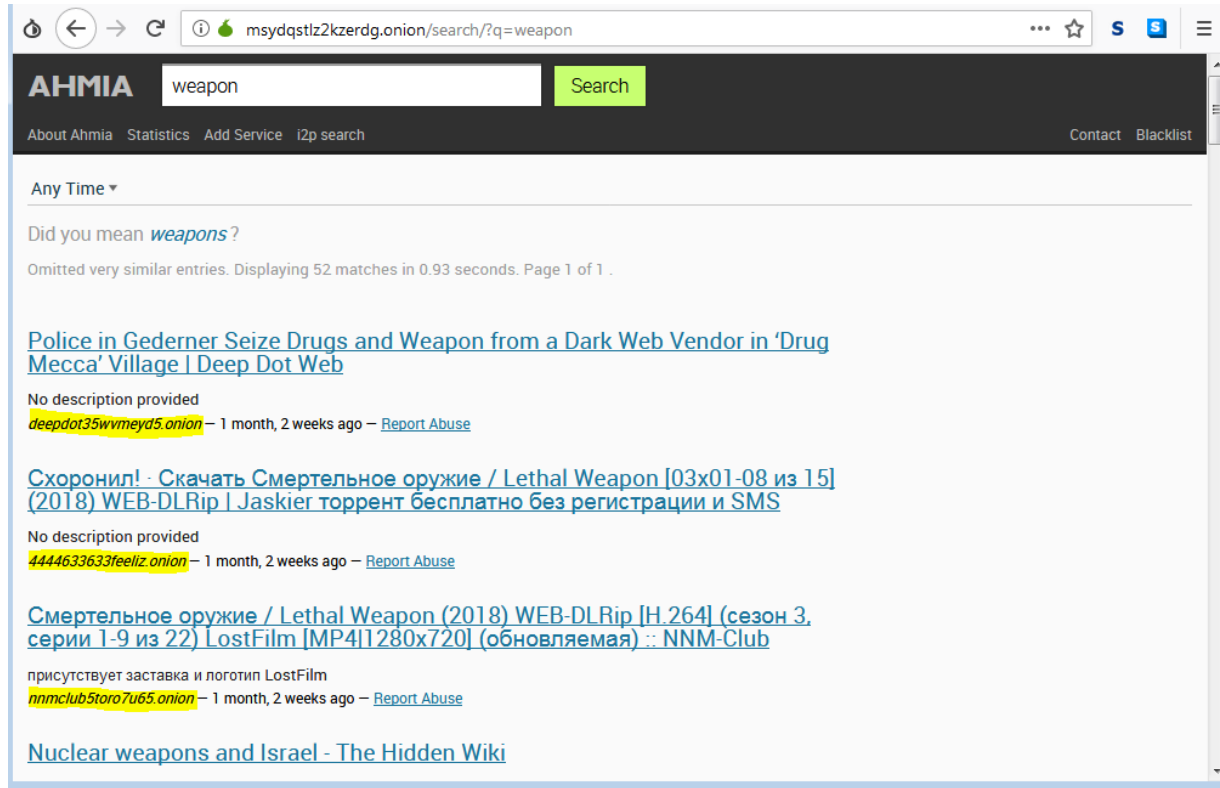 msydqstlz2kzerdg.onion/search/?q=weapon
AHMIA
weapon
Search
About Ahmia Statistics Add Service i2p search
Contact Blacklist
Any Time
Did you mean weapons ?
Omitted very similar entries. Displaying 52 matches in 0.93 seconds. Page 1 of 1 .
Police in Gederner Seize Drugs and Weapon from a Dark Web Vendor in ‘Drug
Mecca’ Village | Deep Dot Web
No description provided
deepdot35wvmeyd5.onion — 1 month, 2 weeks ago — Report Abuse
Схоронил! · Скачать Смертельное оружие / Lethal Weapon [03x01-08 из 15]
(2018) WEB-DLRip | Jaskier торрент бесплатно без регистрации и SMS
No description provided
4444633633feeliz.onion — 1 month, 2 weeks ago — Report Abuse
Смертельное оружие / Lethal Weapon (2018) WEB-DLRip [H.264] (сезон 3,
серии 1-9 из 22) LostFilm [MP4|1280x720] (обновляемая) :: NNM-Club
присутствует заставка и логотип LostFilm
nnmclub5toro7u65.onion — 1 month, 2 weeks ago — Report Abuse
Nuclear weapons and Israel - The Hidden Wiki